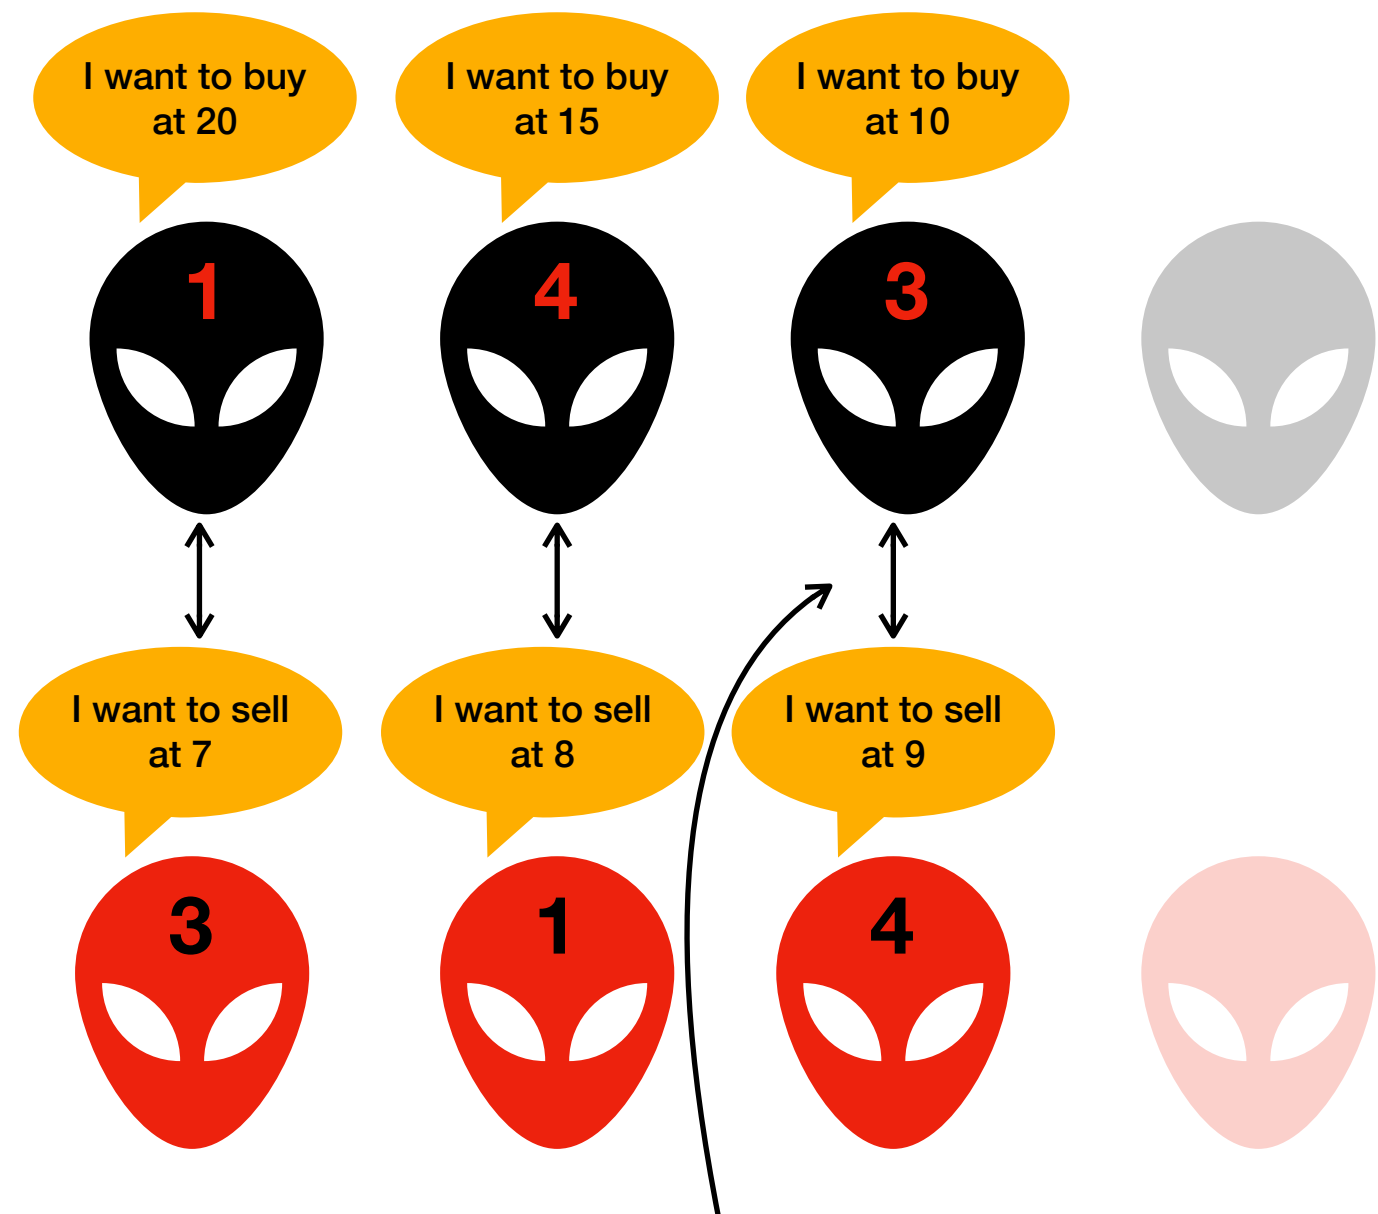 I want to buy
at 20
I want to buy
at 15
I want to buy
at 10
1
4
3
I want to sell
at 7
I want to sell
at 8
I want to sell
at 9
3
1
4